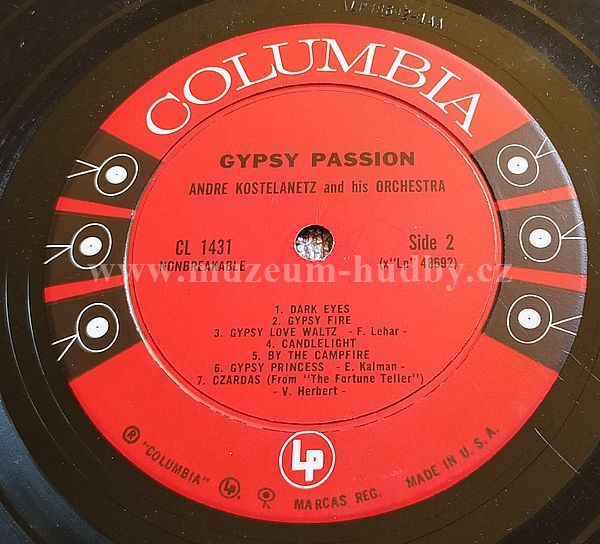 COLUMBIA
GYPSY PASSION
ANDRE KOSTELANETZ and his ORCHESTRA
CL 1431
NONBREAKABLE
Side 2
(x"Lp" 48692)
www.muzeum-hudby.cz
1. DARK EYES
2. GYPSY FIRE
3. GYPSY LOVE WALTZ - F. Lehar -
4. CANDLELIGHT
5. BY THE CAMPFIRE
6. GYPSY PRINCESS - E. Kalman -
7. CZARDAS (From "The Fortune Teller")
- V. Herbert -
LP
® "COLUMBIA" LP. MARCAS REG. MADE IN U. S. A.